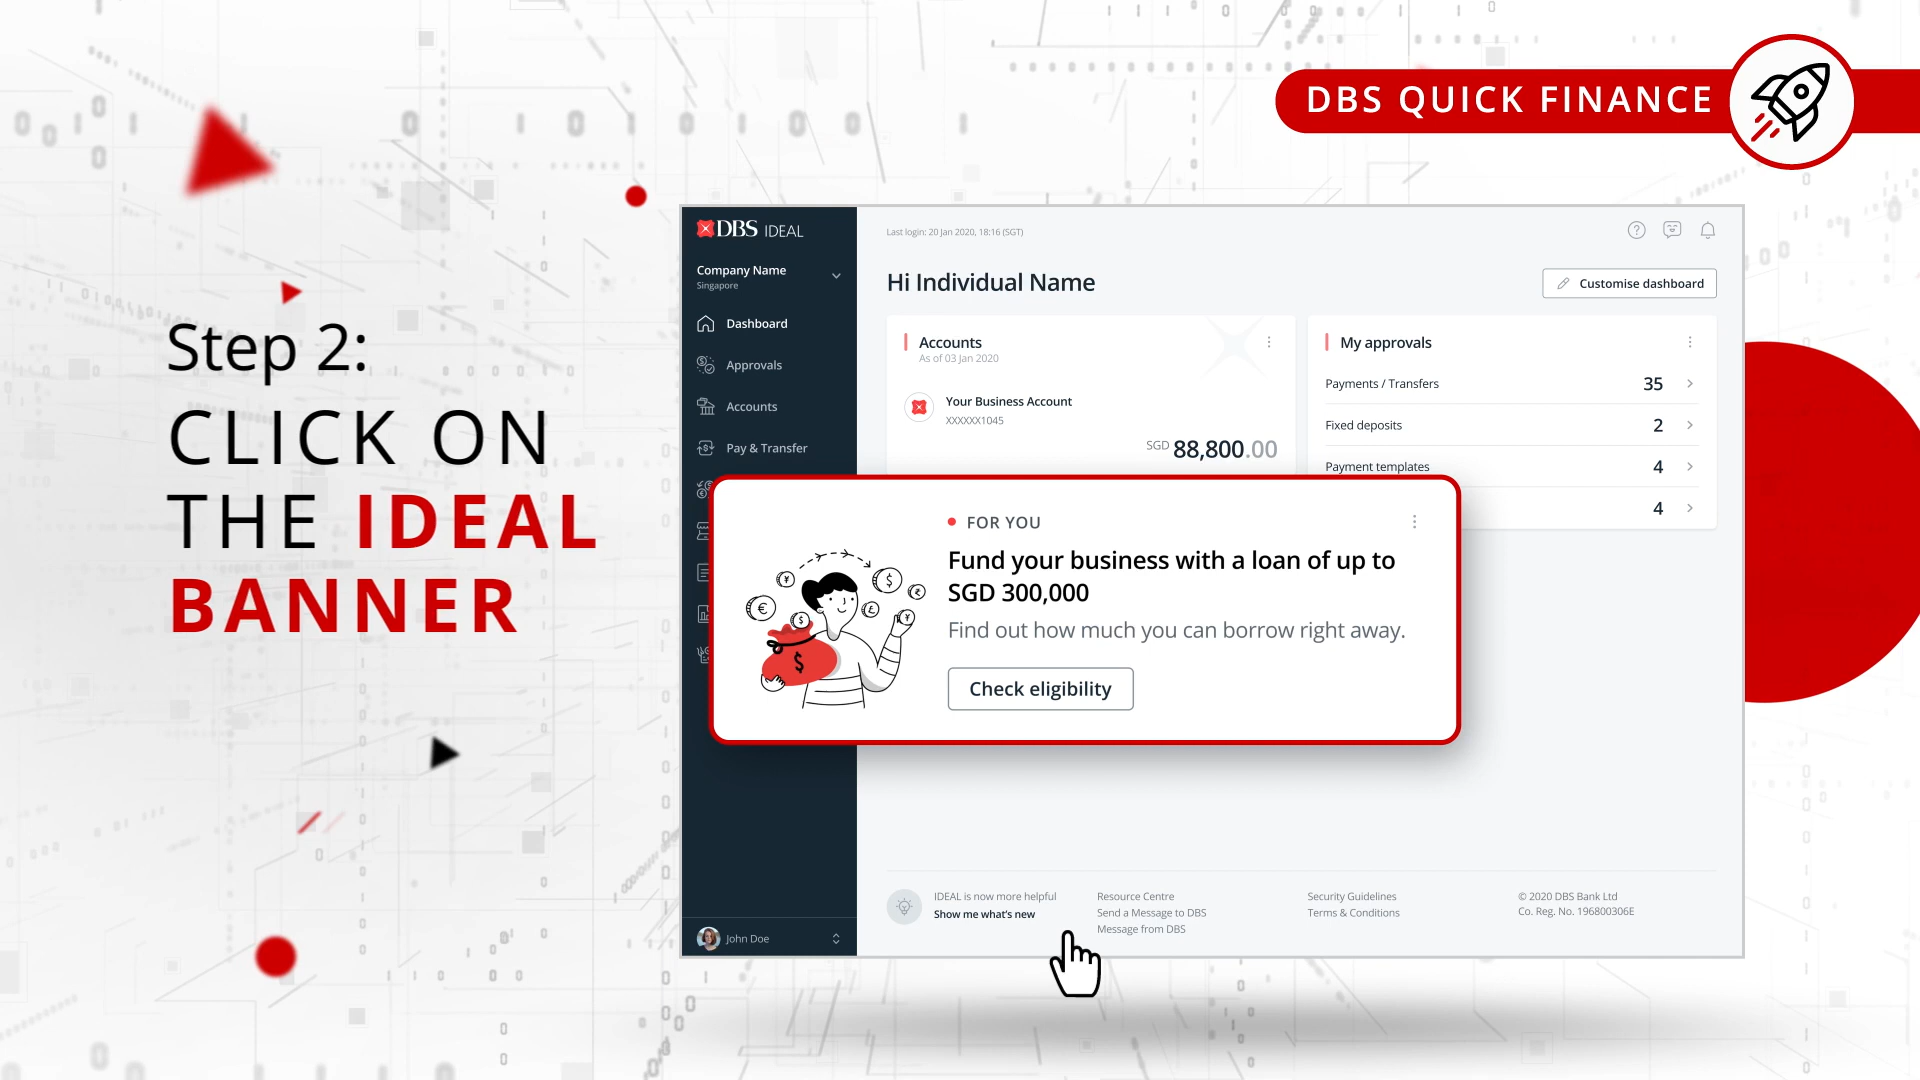 DBS QUICK FINANCE
Step 2:
CLICK ON
THE IDEAL
BANNER
DBS IDEAL
Company Name
Singapore
Dashboard
Approvals
Accounts
Pay & Transfer
John Doe
Last login: 20 Jan 2020, 18:16 (SGT)
Hi Individual Name
Customise dashboard
Accounts
As of 03 Jan 2020
Your Business Account
XXXXXX1045
SGD 88,800.00
My approvals
Payments / Transfers 35
Fixed deposits 2
Payment templates 4
4
FOR YOU
Fund your business with a loan of up to
SGD 300,000
Find out how much you can borrow right away.
Check eligibility
IDEAL is now more helpful
Show me what's new
Resource Centre
Send a Message to DBS
Message from DBS
Security Guidelines
Terms & Conditions
© 2020 DBS Bank Ltd
Co. Reg. No. 196800306E